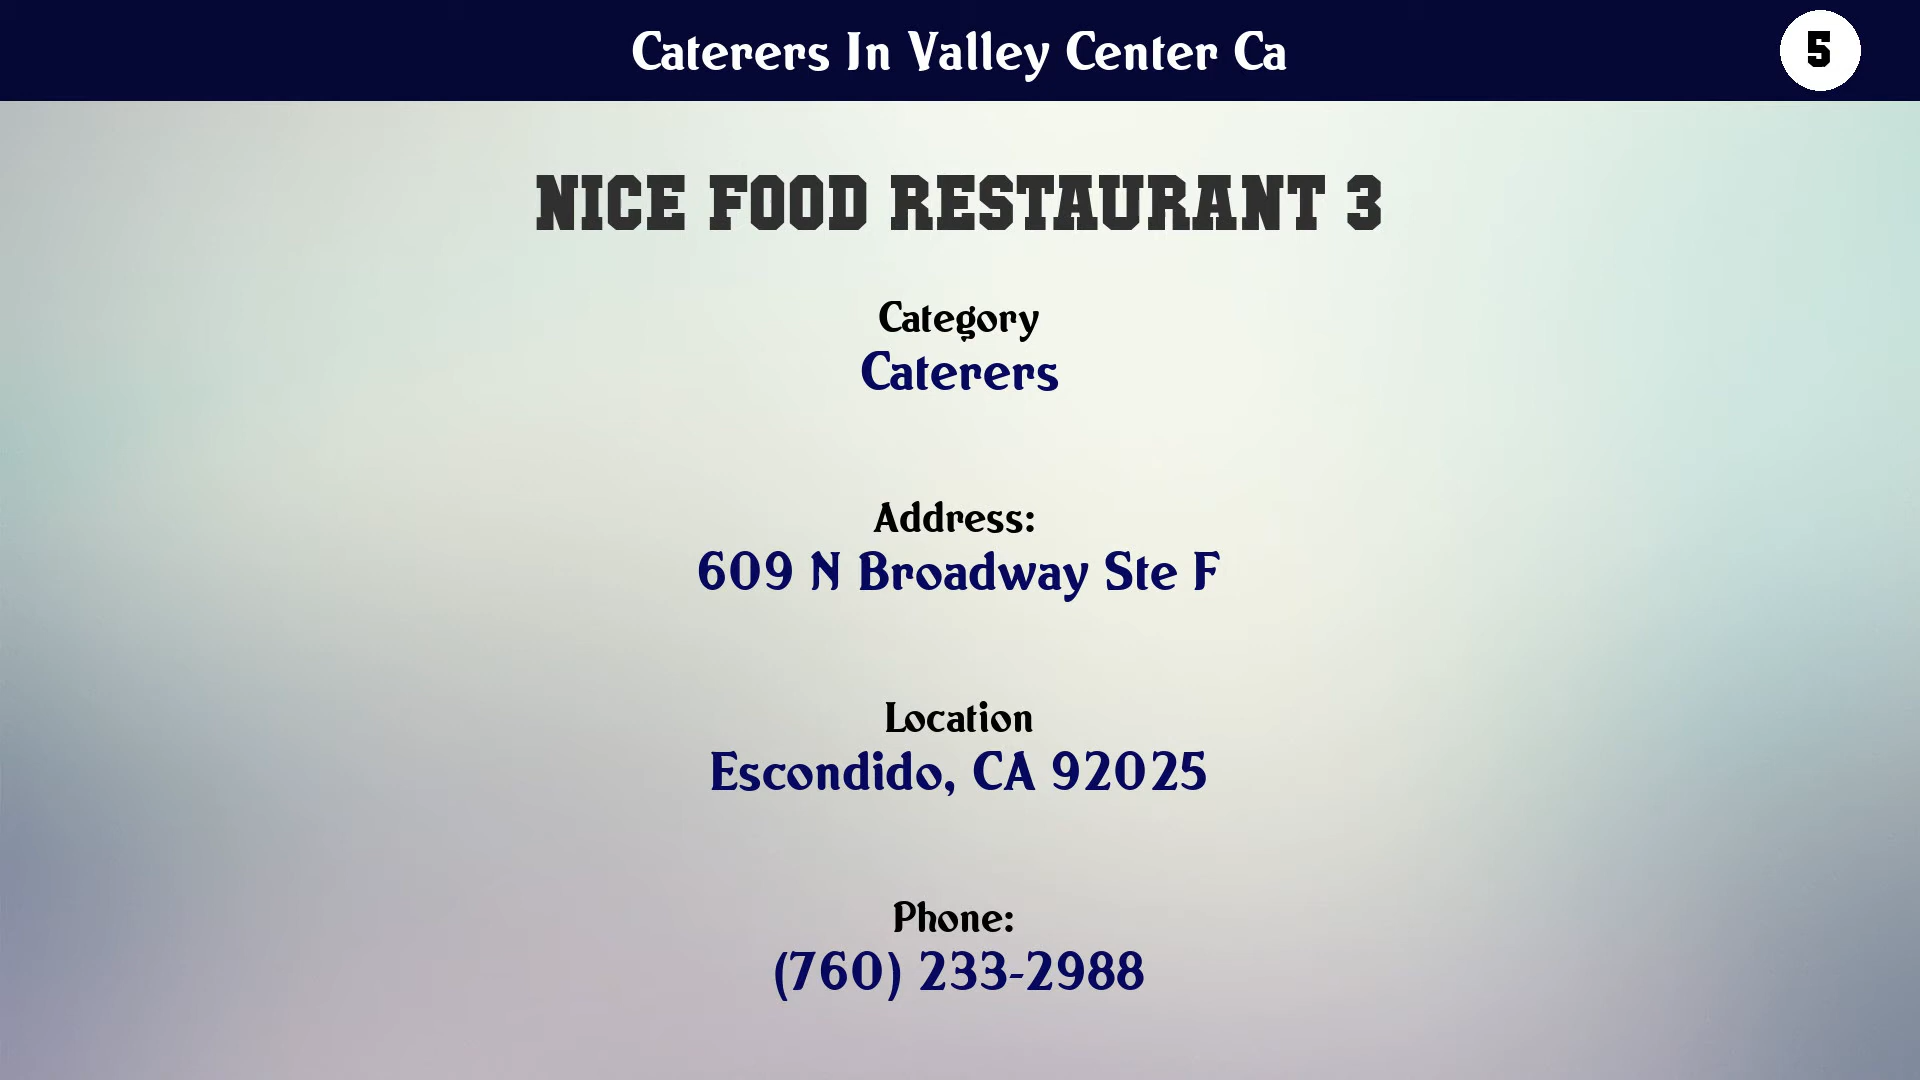 Caterers In Valley Center Ca
5
NICE FOOD RESTAURANT 3
Category
Caterers
Address:
609 N Broadway Ste F
Location
Escondido, CA 92025
Phone:
(760) 233-2988